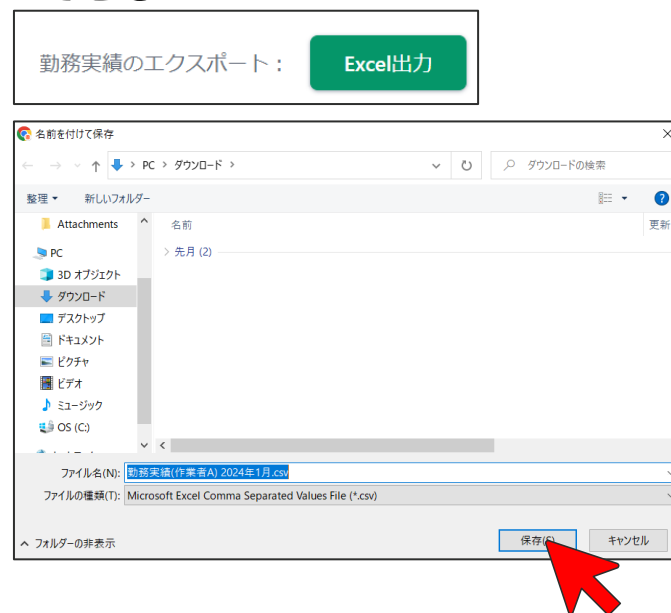 勤務実績のエクスポート： Excel出力
名前を付けて保存
PC ダウンロード ダウンロードの検索
整理 新しいフォルダー
Attachments
PC
3D オブジェクト
ダウンロード
デスクトップ
ドキュメント
ピクチャ
ビデオ
ミュージック
OS (C:)
名前 更新
先月 (2)
ファイル名(N): 勤務実績(作業者A) 2024年1月.csv
ファイルの種類(T): Microsoft Excel Comma Separated Values File (*.csv)
フォルダーの非表示 保存(S) キャンセル